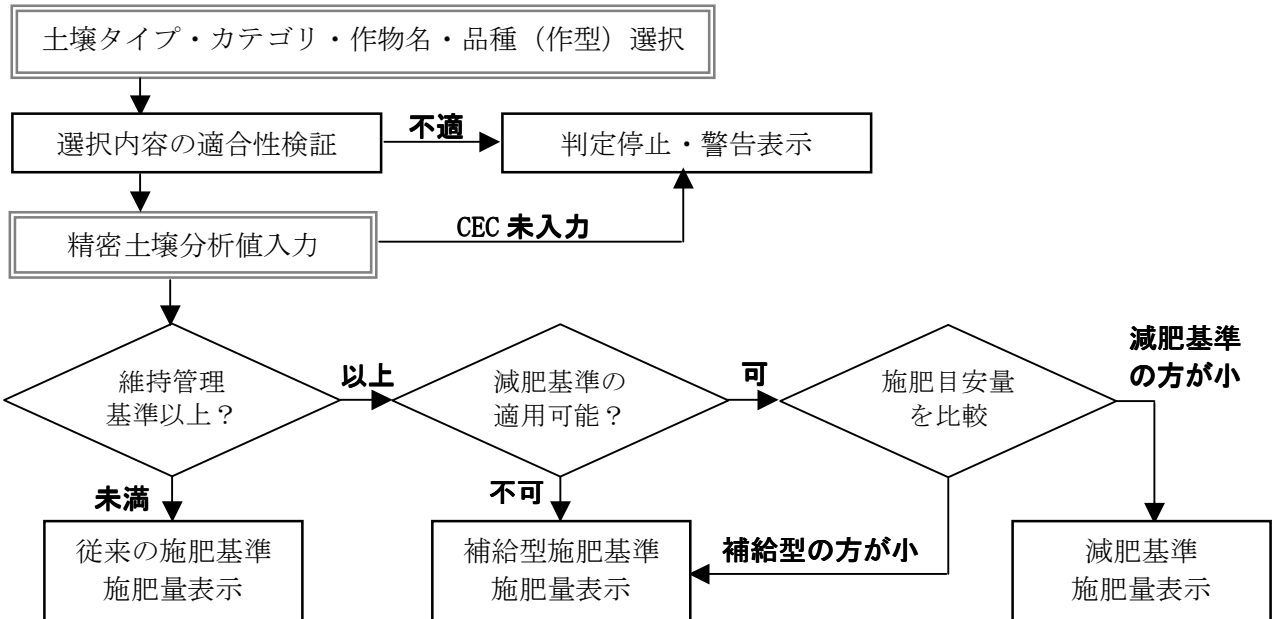 土壌タイプ・カテゴリ・作物名・品種（作型）選択
選択内容の適合性検証
不適
判定停止・警告表示
精密土壌分析値入力
CEC 未入力
維持管理
基準以上？
以上
減肥基準の
適用可能？
可
施肥目安量
を比較
減肥基準
の方が小
未満
不可
補給型の方が小
従来の施肥基準
施肥量表示
補給型施肥基準
施肥量表示
減肥基準
施肥量表示